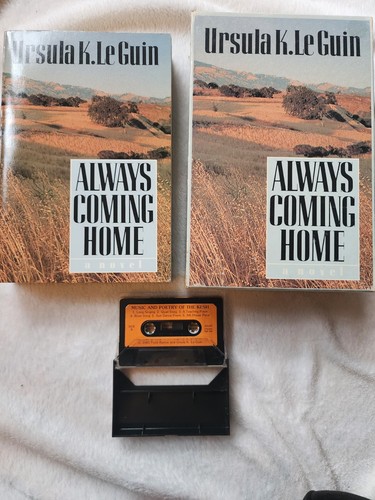 Ursula K. Le Guin
ALWAYS
COMING
HOME
a novel
Ursula K. Le Guin
ALWAYS
COMING
HOME
a novel
MUSIC AND POETRY OF THE KESH